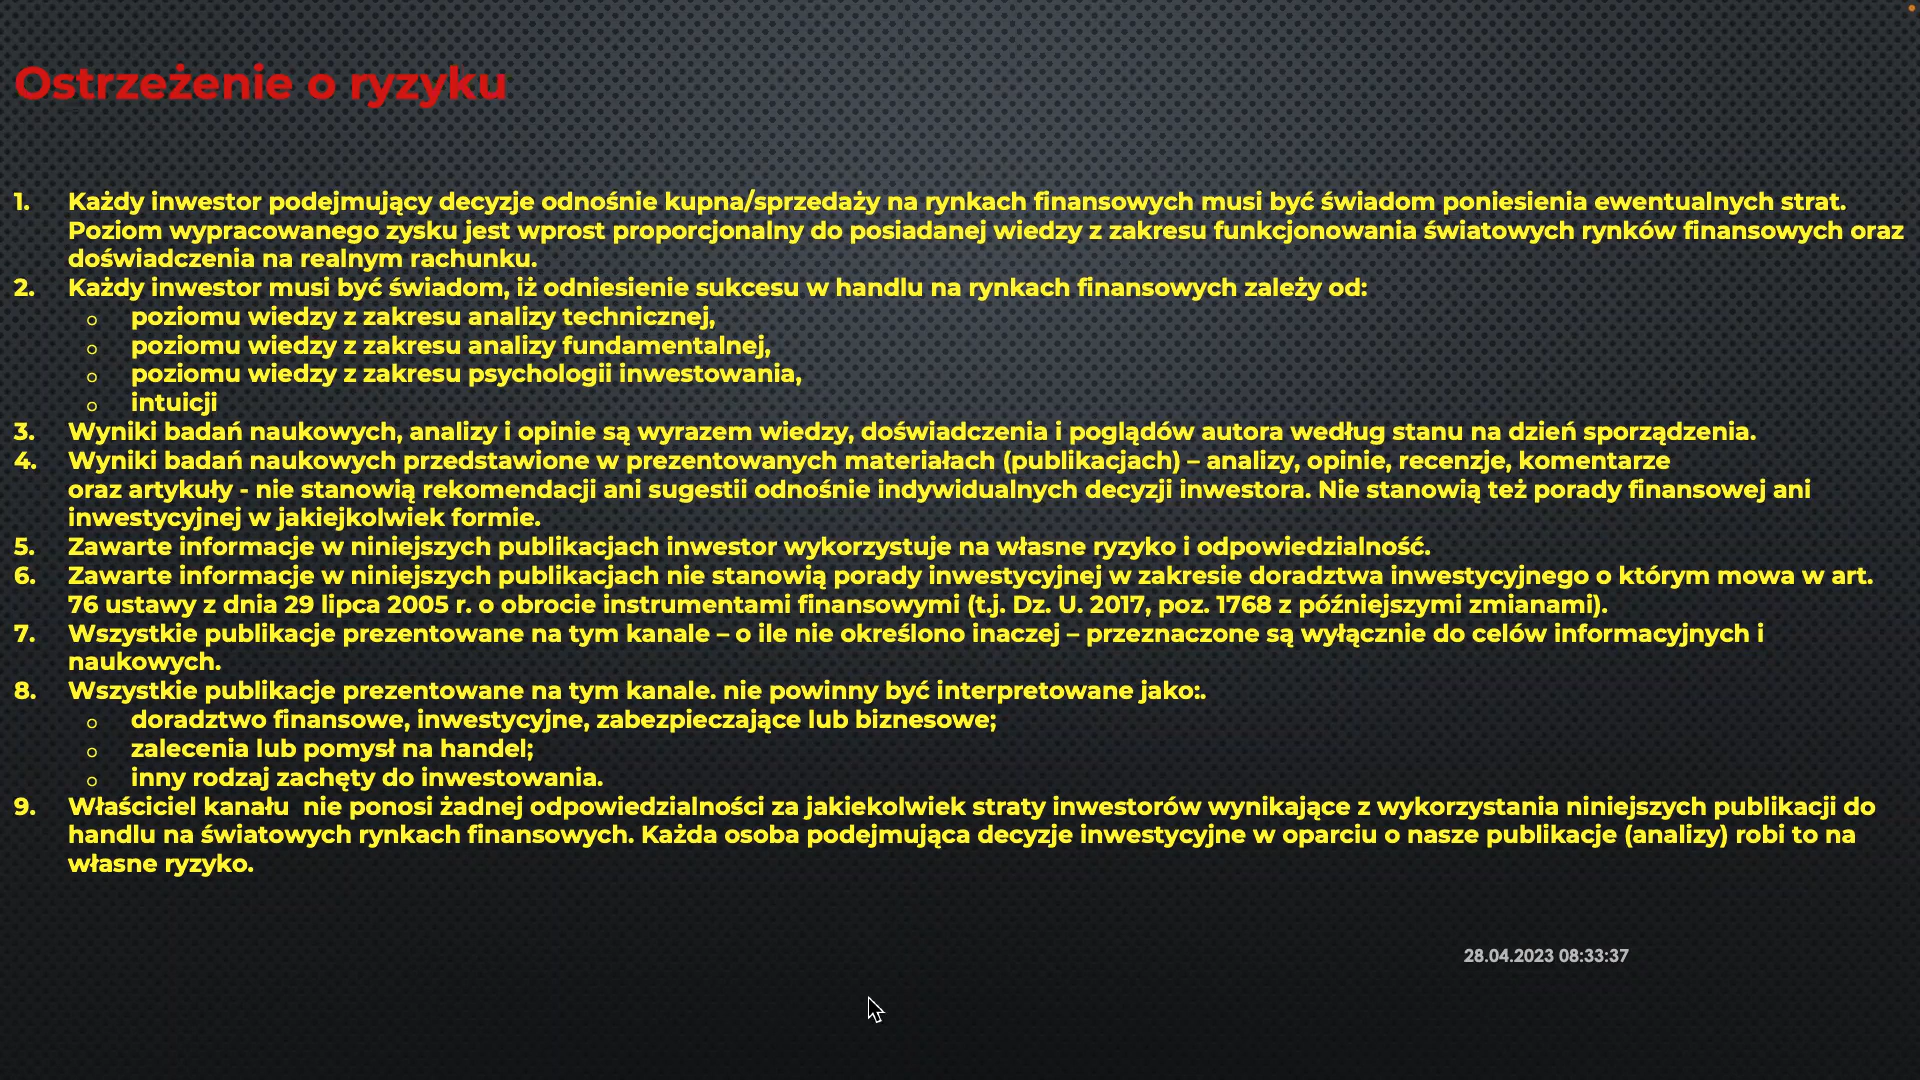 Ostrzeżenie o ryzyku
1. Każdy inwestor podejmujący decyzje odnośnie kupna/sprzedaży na rynkach finansowych musi być świadom poniesienia ewentualnych strat.
Poziom wypracowanego zysku jest wprost proporcjonalny do posiadanej wiedzy z zakresu funkcjonowania światowych rynków finansowych oraz
doświadczenia na realnym rachunku.
2. Każdy inwestor musi być świadom, iż odniesienie sukcesu w handlu na rynkach finansowych zależy od:
o poziomu wiedzy z zakresu analizy technicznej,
o poziomu wiedzy z zakresu analizy fundamentalnej,
o poziomu wiedzy z zakresu psychologii inwestowania,
o intuicji
3. Wyniki badań naukowych, analizy i opinie są wyrazem wiedzy, doświadczenia i poglądów autora według stanu na dzień sporządzenia.
4. Wyniki badań naukowych przedstawione w prezentowanych materiałach (publikacjach) – analizy, opinie, recenzje, komentarze
oraz artykuły - nie stanowią rekomendacji ani sugestii odnośnie indywidualnych decyzji inwestora. Nie stanowią też porady finansowej ani
inwestycyjnej w jakiejkolwiek formie.
5. Zawarte informacje w niniejszych publikacjach inwestor wykorzystuje na własne ryzyko i odpowiedzialność.
6. Zawarte informacje w niniejszych publikacjach nie stanowią porady inwestycyjnej w zakresie doradztwa inwestycyjnego o którym mowa w art.
76 ustawy z dnia 29 lipca 2005 r. o obrocie instrumentami finansowymi (t.j. Dz. U. 2017, poz. 1768 z późniejszymi zmianami).
7. Wszystkie publikacje prezentowane na tym kanale – o ile nie określono inaczej – przeznaczone są wyłącznie do celów informacyjnych i
naukowych.
8. Wszystkie publikacje prezentowane na tym kanale. nie powinny być interpretowane jako:.
o doradztwo finansowe, inwestycyjne, zabezpieczające lub biznesowe;
o zalecenia lub pomysł na handel;
o inny rodzaj zachęty do inwestowania.
9. Właściciel kanału  nie ponosi żadnej odpowiedzialności za jakiekolwiek straty inwestorów wynikające z wykorzystania niniejszych publikacji do
handlu na światowych rynkach finansowych. Każda osoba podejmująca decyzje inwestycyjne w oparciu o nasze publikacje (analizy) robi to na
własne ryzyko.
28.04.2023 08:33:37